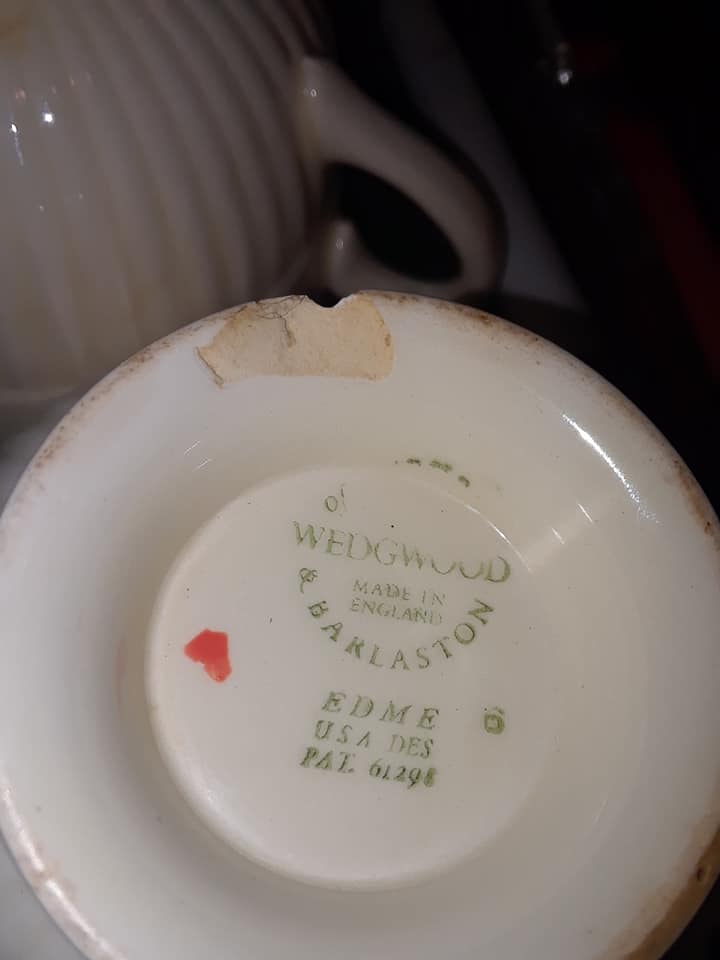 of
WEDGWOOD
MADE IN
ENGLAND
& BARLASTON
EDME
USA DES
PAT. 61298